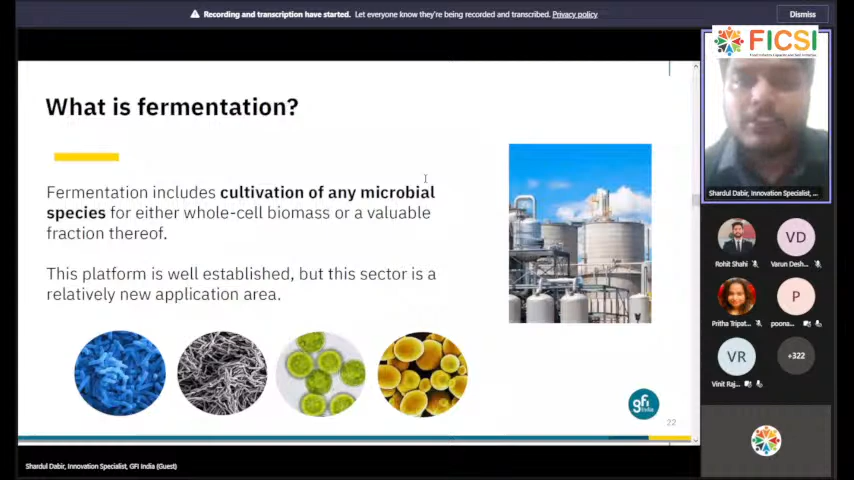 Recording and transcription have started. Let everyone know they're being recorded and transcribed. Privacy policy
Dismiss
FICSI
What is fermentation?
Fermentation includes cultivation of any microbial
species for either whole-cell biomass or a valuable
fraction thereof.
This platform is well established, but this sector is a
relatively new application area.
gfi
India
22
Shardul Dabir, Innovation Specialist, ...
Rohit Shahi
VD
Varun Desh...
Pritha Tripat...
P
poona...
VR
Vinit Raj...
+322
Shardul Dabir, Innovation Specialist, GFI India (Guest)